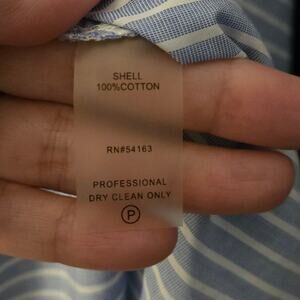 SHELL
100%COTTON
RN#54163
PROFESSIONAL
DRY CLEAN ONLY
P